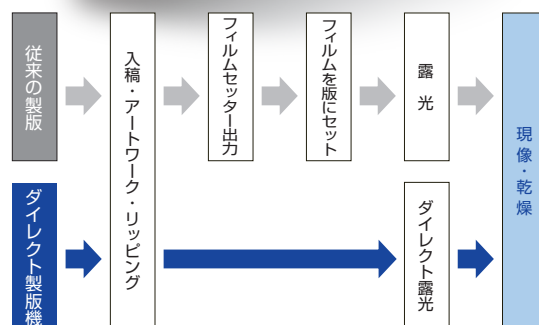 従来の製版
入稿・アートワーク・リッピング
フィルムセッター出力
フィルムを版にセット
露光
現像・乾燥
ダイレクト製版機
ダイレクト露光